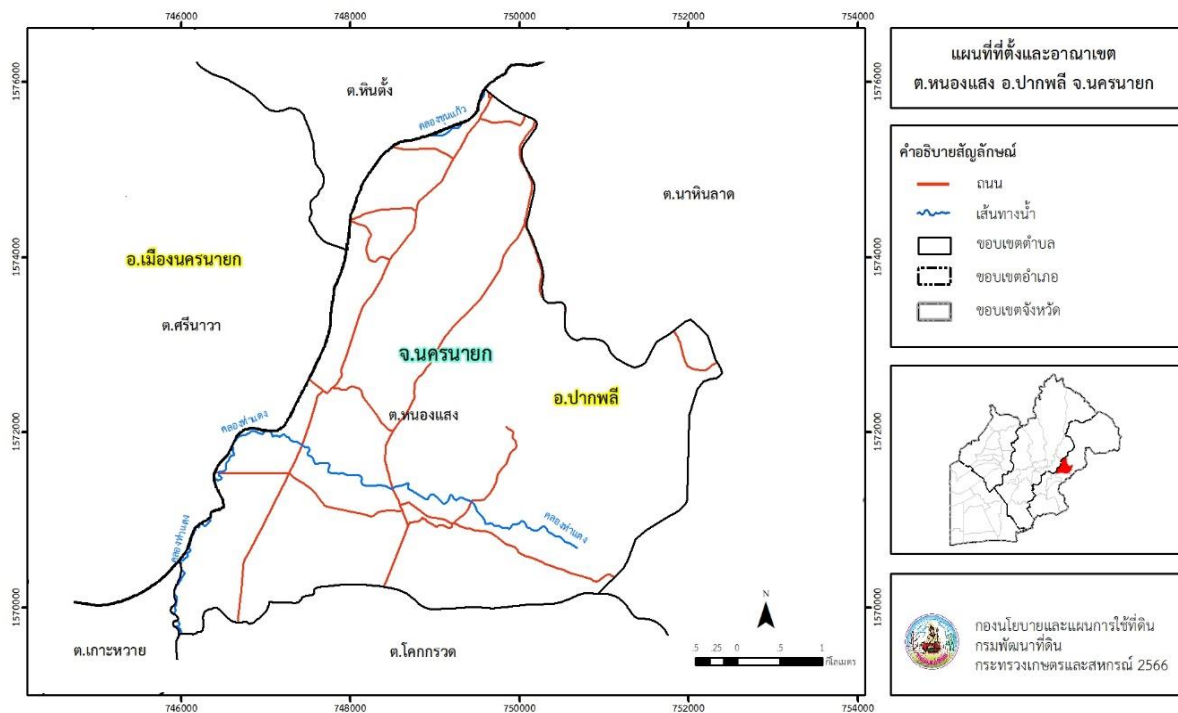 746000 748000 750000 752000 754000
1576000
1574000
1572000
1570000
ต.หินตั้ง
คลองขุนแก้ว
ต.นาหินลาด
อ.เมืองนครนายก
ต.ศรีนาวา
จ.นครนายก
อ.ปากพลี
ต.หนองแสง
คลองท่าแดง
คลองท่าแดง
คลองท่าแดง
ต.เกาะหวาย
ต.โคกกรวด
N
.5 .25 0 .5 1
กิโลเมตร
1576000
1574000
1572000
1570000
746000 748000 750000 752000 754000
แผนที่ที่ตั้งและอาณาเขต
ต.หนองแสง อ.ปากพลี จ.นครนายก
คำอธิบายสัญลักษณ์
ถนน
เส้นทางน้ำ
ขอบเขตตำบล
ขอบเขตอำเภอ
ขอบเขตจังหวัด
กองนโยบายและแผนการใช้ที่ดิน
กรมพัฒนาที่ดิน
กระทรวงเกษตรและสหกรณ์ 2566